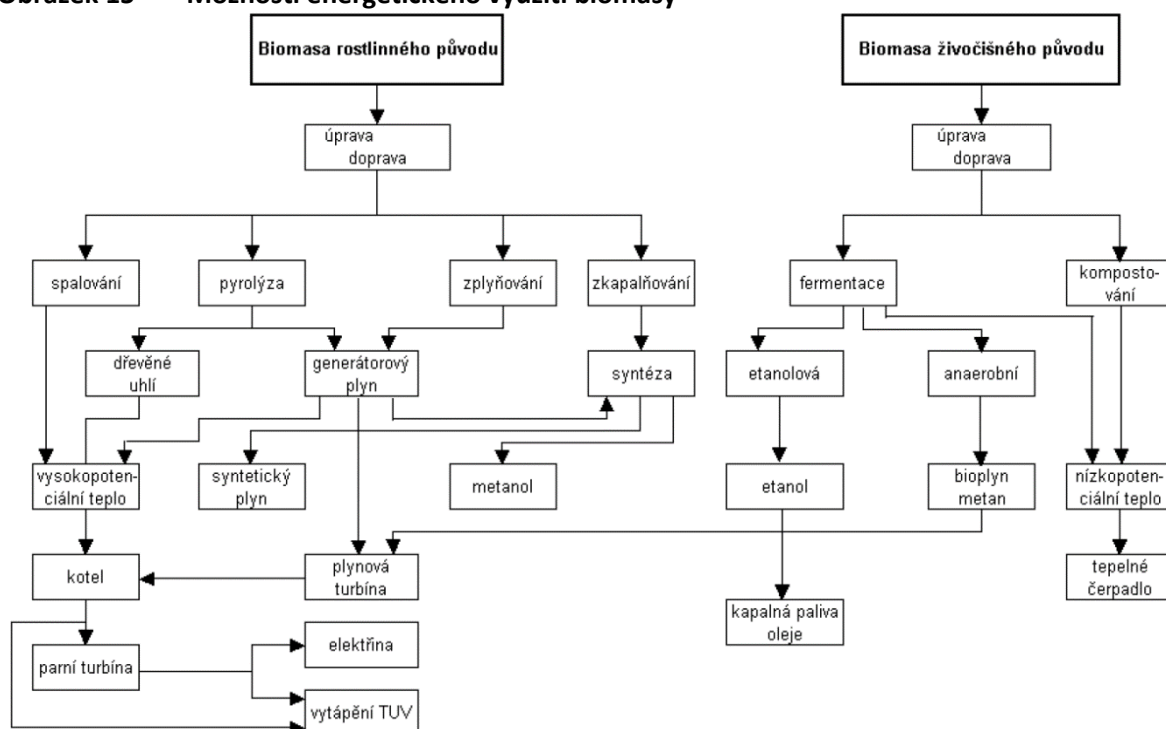 Obrázek 15 Možnosti energetického využití biomasy
Biomasa rostlinného původu
Biomasa živočišného původu
úprava
doprava
úprava
doprava
spalování
pyrolýza
zplyňování
zkapalňování
fermentace
komposto-
vání
dřevěné
uhlí
generátorový
plyn
syntéza
etanolová
anaerobní
vysokopoten-
ciální teplo
syntetický
plyn
metanol
etanol
bioplyn
metan
nízkopoten-
ciální teplo
kotel
plynová
turbína
tepelné
čerpadlo
kapalná paliva
oleje
parní turbína
elektřina
vytápění TUV